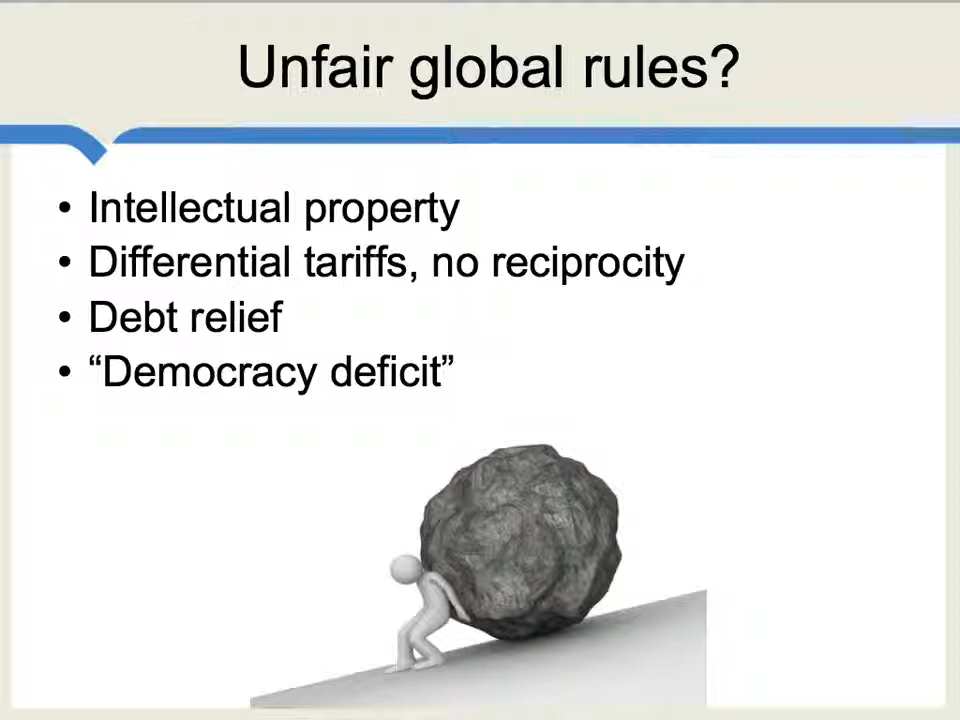 Unfair global rules?
• Intellectual property
• Differential tariffs, no reciprocity
• Debt relief
• “Democracy deficit”